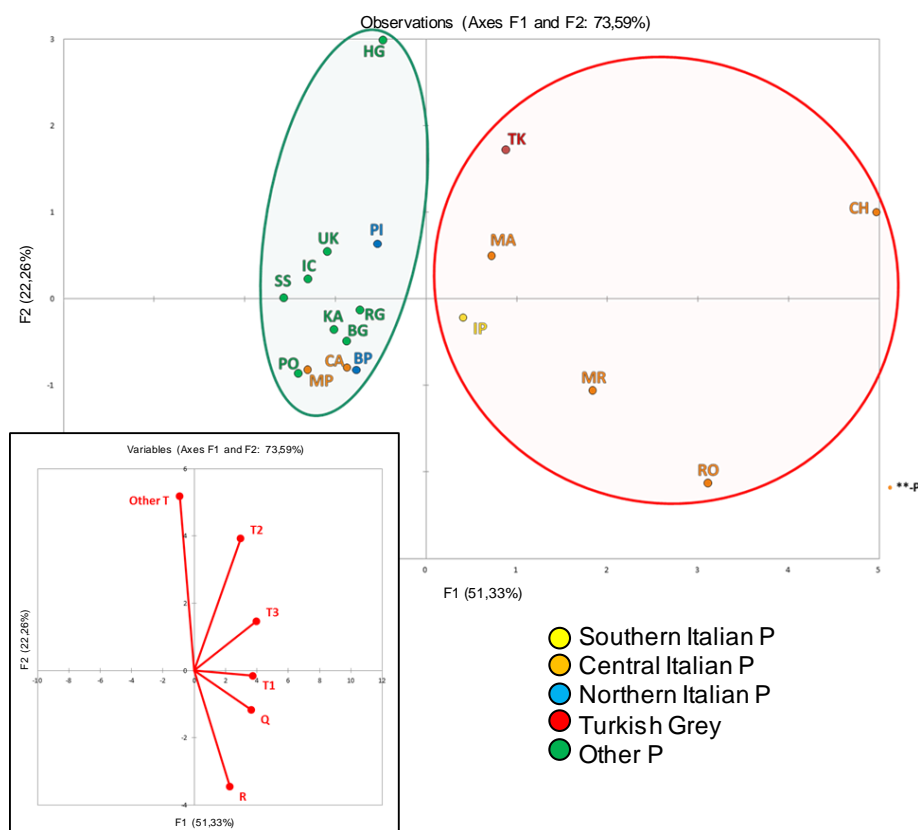 Observations (Axes F1 and F2: 73,59%)
3
HG
2
TK
1
CH
PI
UK
MA
IC
SS
0
RG
IP
KA
BG
CA
BP
PO
MP
MR
-1
RO
**-P
F2 (22,26%)
0
1
2
3
4
5
F1 (51,33%)
Variables (Axes F1 and F2: 73,59%)
6
Other T
T2
4
2
T3
0
T1
-10
-8
-6
-4
-2
0
2
4
6
8
10
12
Q
-2
R
-4
F2 (22,26%)
F1 (51,33%)
Southern Italian P
Central Italian P
Northern Italian P
Turkish Grey
Other P